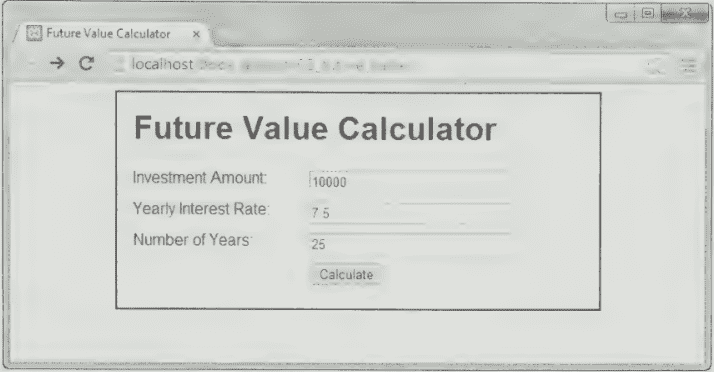 Future Value Calculator
localhost
Future Value Calculator
Investment Amount: 10000
Yearly Interest Rate: 7.5
Number of Years: 25
Calculate